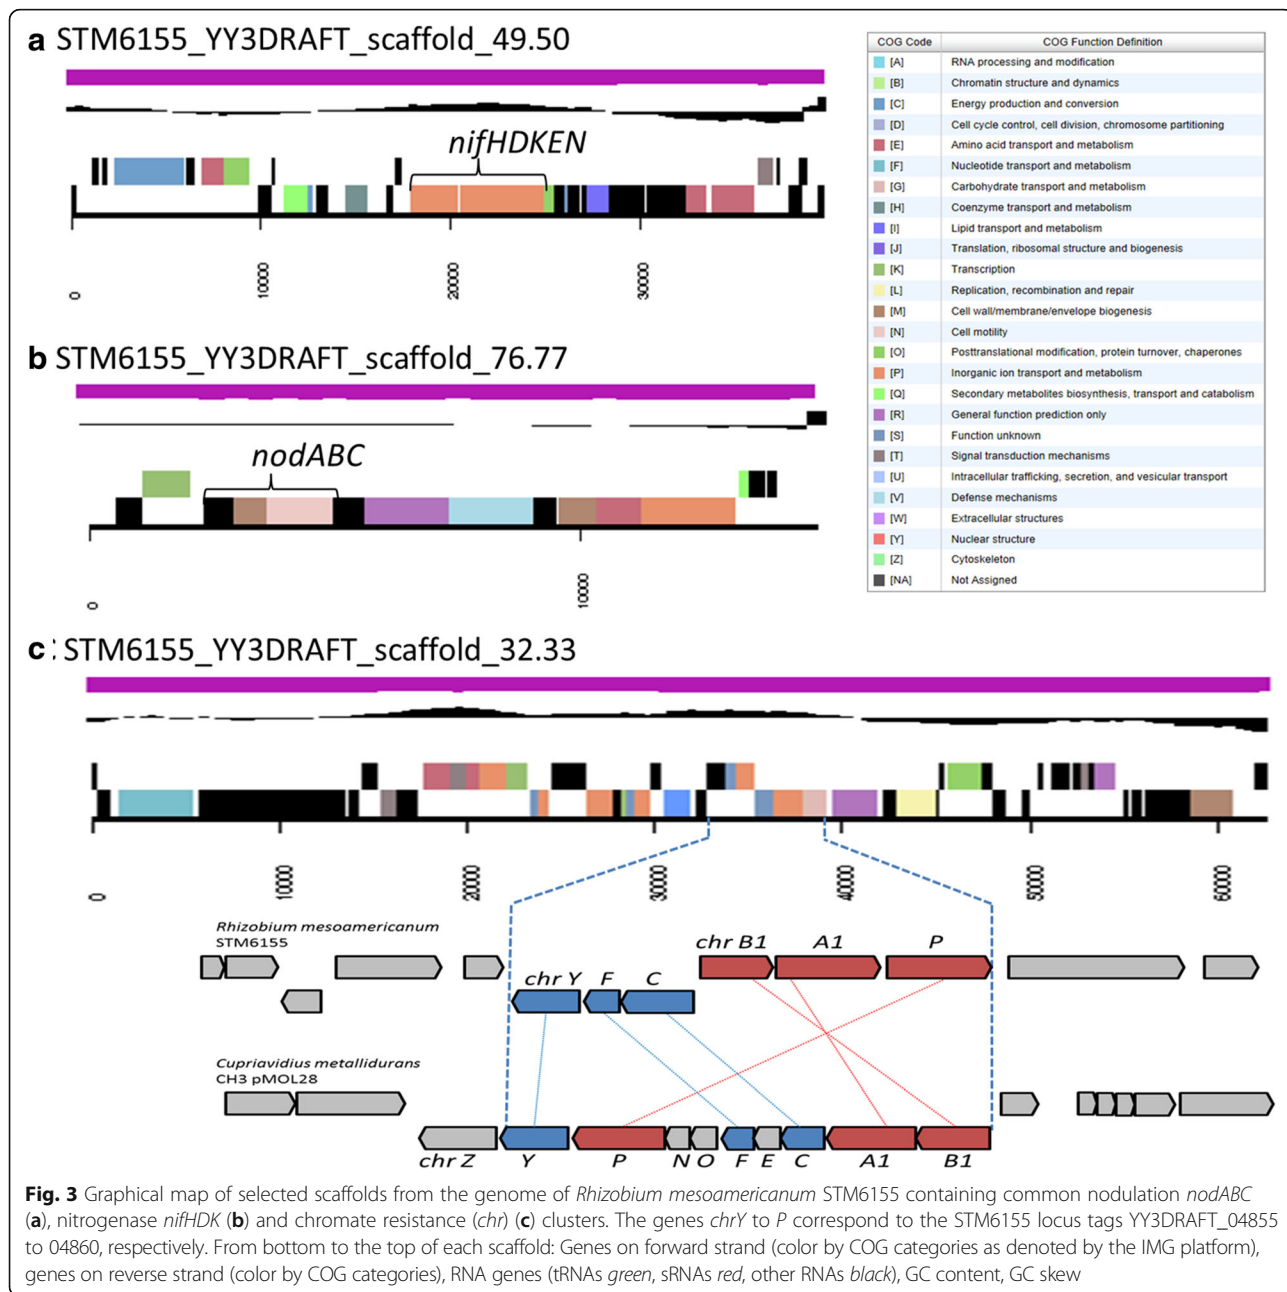 a STM6155_YY3DRAFT_scaffold_49.50
nifHDKEN
0 10000 20000 30000
b STM6155_YY3DRAFT_scaffold_76.77
nodABC
0 10000
COG Code COG Function Definition
[A] RNA processing and modification
[B] Chromatin structure and dynamics
[C] Energy production and conversion
[D] Cell cycle control, cell division, chromosome partitioning
[E] Amino acid transport and metabolism
[F] Nucleotide transport and metabolism
[G] Carbohydrate transport and metabolism
[H] Coenzyme transport and metabolism
[I] Lipid transport and metabolism
[J] Translation, ribosomal structure and biogenesis
[K] Transcription
[L] Replication, recombination and repair
[M] Cell wall/membrane/envelope biogenesis
[N] Cell motility
[O] Posttranslational modification, protein turnover, chaperones
[P] Inorganic ion transport and metabolism
[Q] Secondary metabolites biosynthesis, transport and catabolism
[R] General function prediction only
[S] Function unknown
[T] Signal transduction mechanisms
[U] Intracellular trafficking, secretion, and vesicular transport
[V] Defense mechanisms
[W] Extracellular structures
[Y] Nuclear structure
[Z] Cytoskeleton
[NA] Not Assigned
c : STM6155_YY3DRAFT_scaffold_32.33
0 10000 20000 30000 40000 50000 60000
Rhizobium mesoamericanum
STM6155
chr B1 A1 P
chr Y F C
Cupriavidius metallidurans
CH3 pMOL28
chr Z Y P N O F E C A1 B1
Fig. 3 Graphical map of selected scaffolds from the genome of Rhizobium mesoamericanum STM6155 containing common nodulation nodABC
(a), nitrogenase nifHDK (b) and chromate resistance (chr) (c) clusters. The genes chrY to P correspond to the STM6155 locus tags YY3DRAFT_04855
to 04860, respectively. From bottom to the top of each scaffold: Genes on forward strand (color by COG categories as denoted by the IMG platform),
genes on reverse strand (color by COG categories), RNA genes (tRNAs green, sRNAs red, other RNAs black), GC content, GC skew